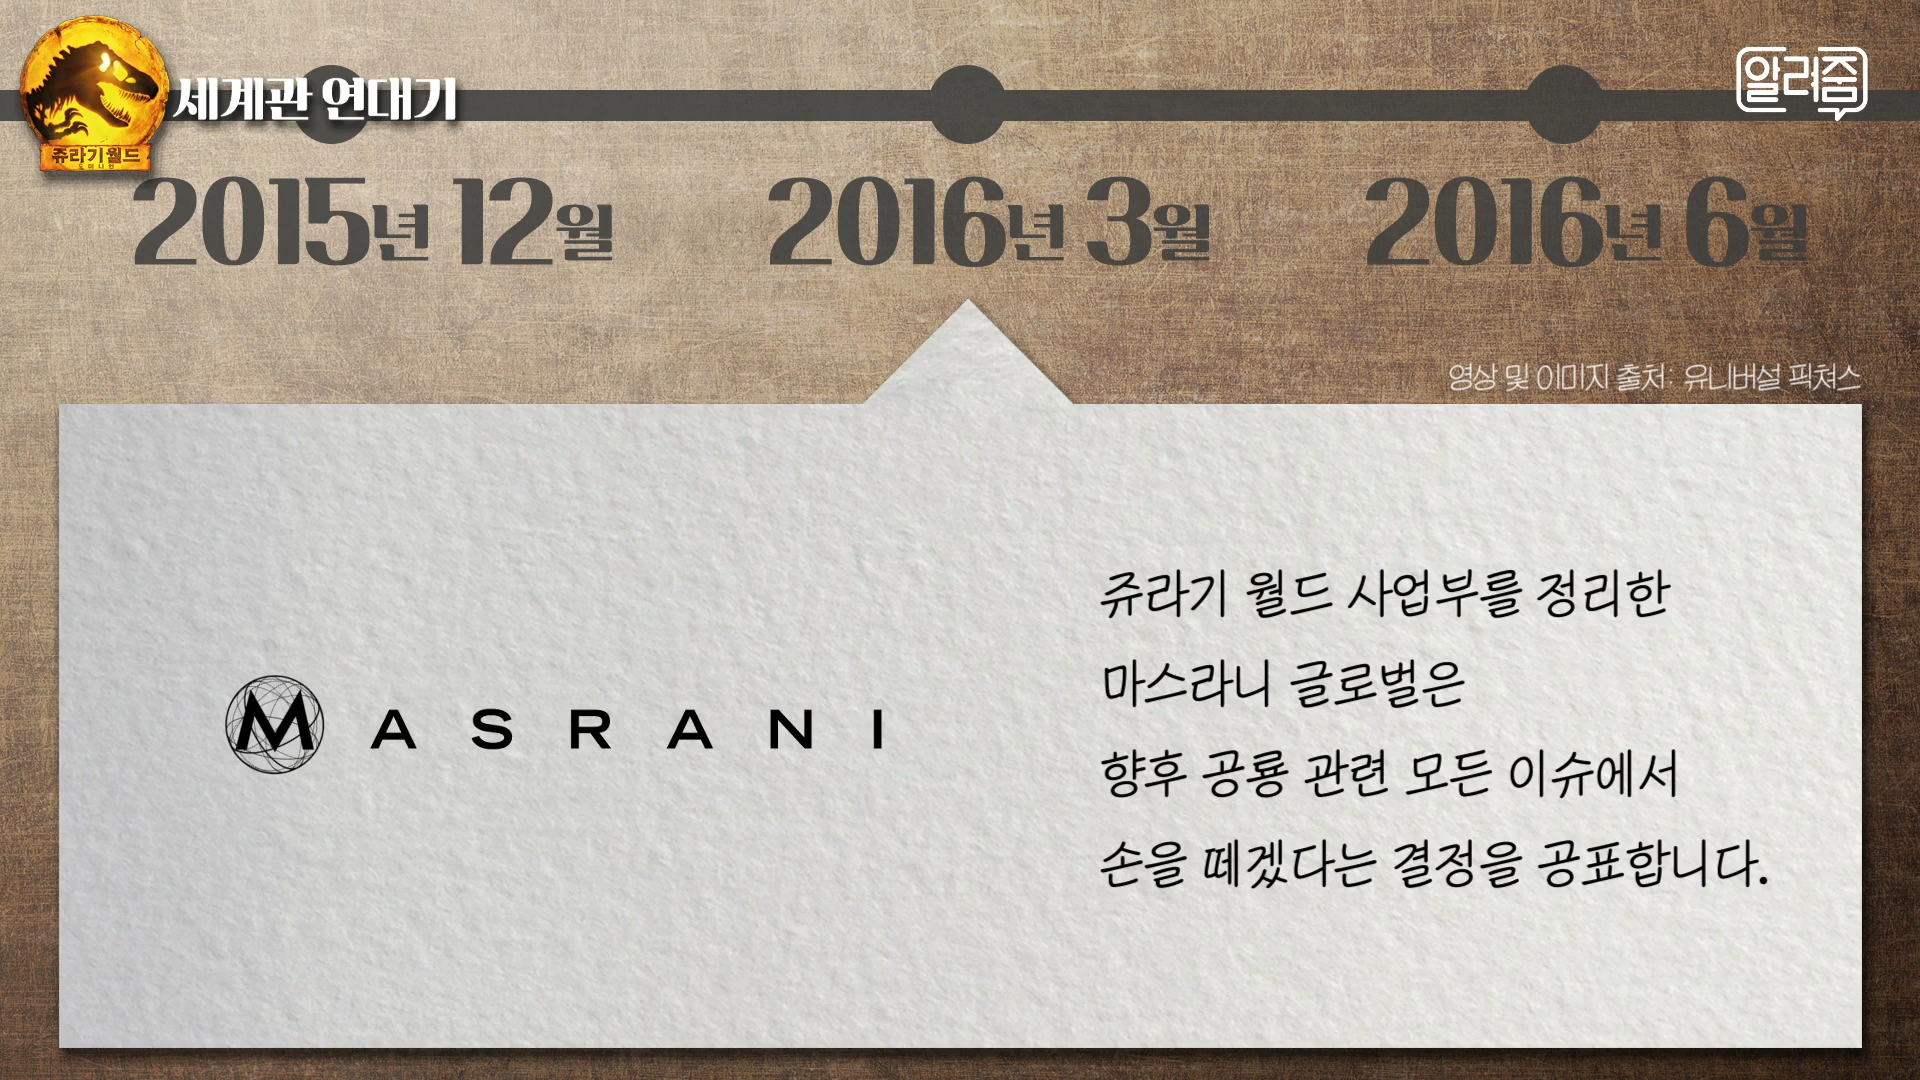 세계관 연대기
알려줌
쥬라기월드
도미니언
2015년 12월
2016년 3월
2016년 6월
영상 및 이미지 출처: 유니버설 픽쳐스
MASRANI
쥬라기 월드 사업부를 정리한
마스라니 글로벌은
향후 공룡 관련 모든 이슈에서
손을 떼겠다는 결정을 공표합니다.